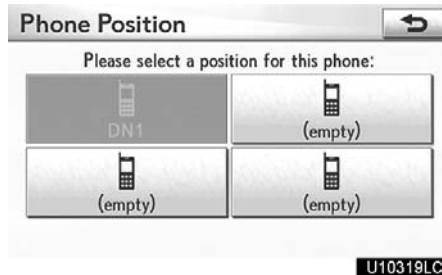 Phone Position
Please select a position for this phone:
DN1
(empty)
(empty)
(empty)
U10319LC